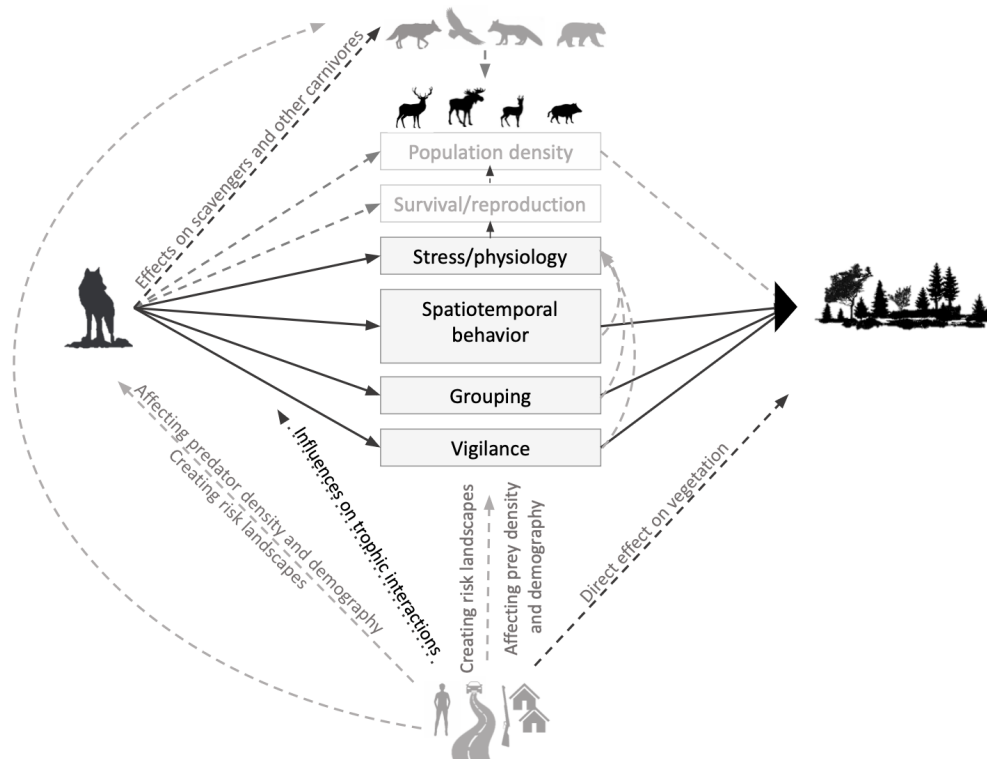 Effects on scavengers and other carnivores
Population density
Survival/reproduction
Stress/physiology
Spatiotemporal
behavior
Grouping
Vigilance
Affecting predator density and demography
Creating risk landscapes
Influences on trophic interactions
Creating risk landscapes
Affecting prey density
and demography
Direct effect on vegetation